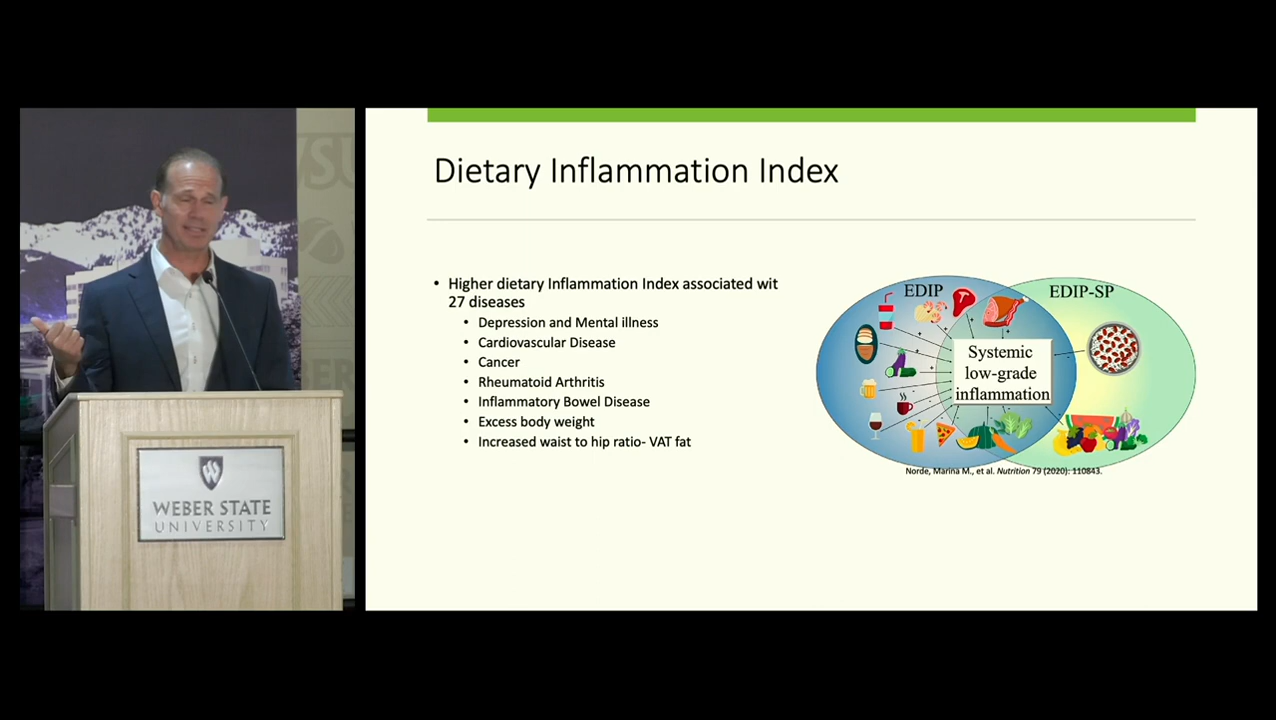 Dietary Inflammation Index
• Higher dietary Inflammation Index associated wit
27 diseases
• Depression and Mental illness
• Cardiovascular Disease
• Cancer
• Rheumatoid Arthritis
• Inflammatory Bowel Disease
• Excess body weight
• Increased waist to hip ratio- VAT fat
EDIP
EDIP-SP
Systemic
low-grade
inflammation
Norde, Marina M., et al. Nutrition 79 (2020): 110843.
W
WEBER STATE
UNIVERSITY